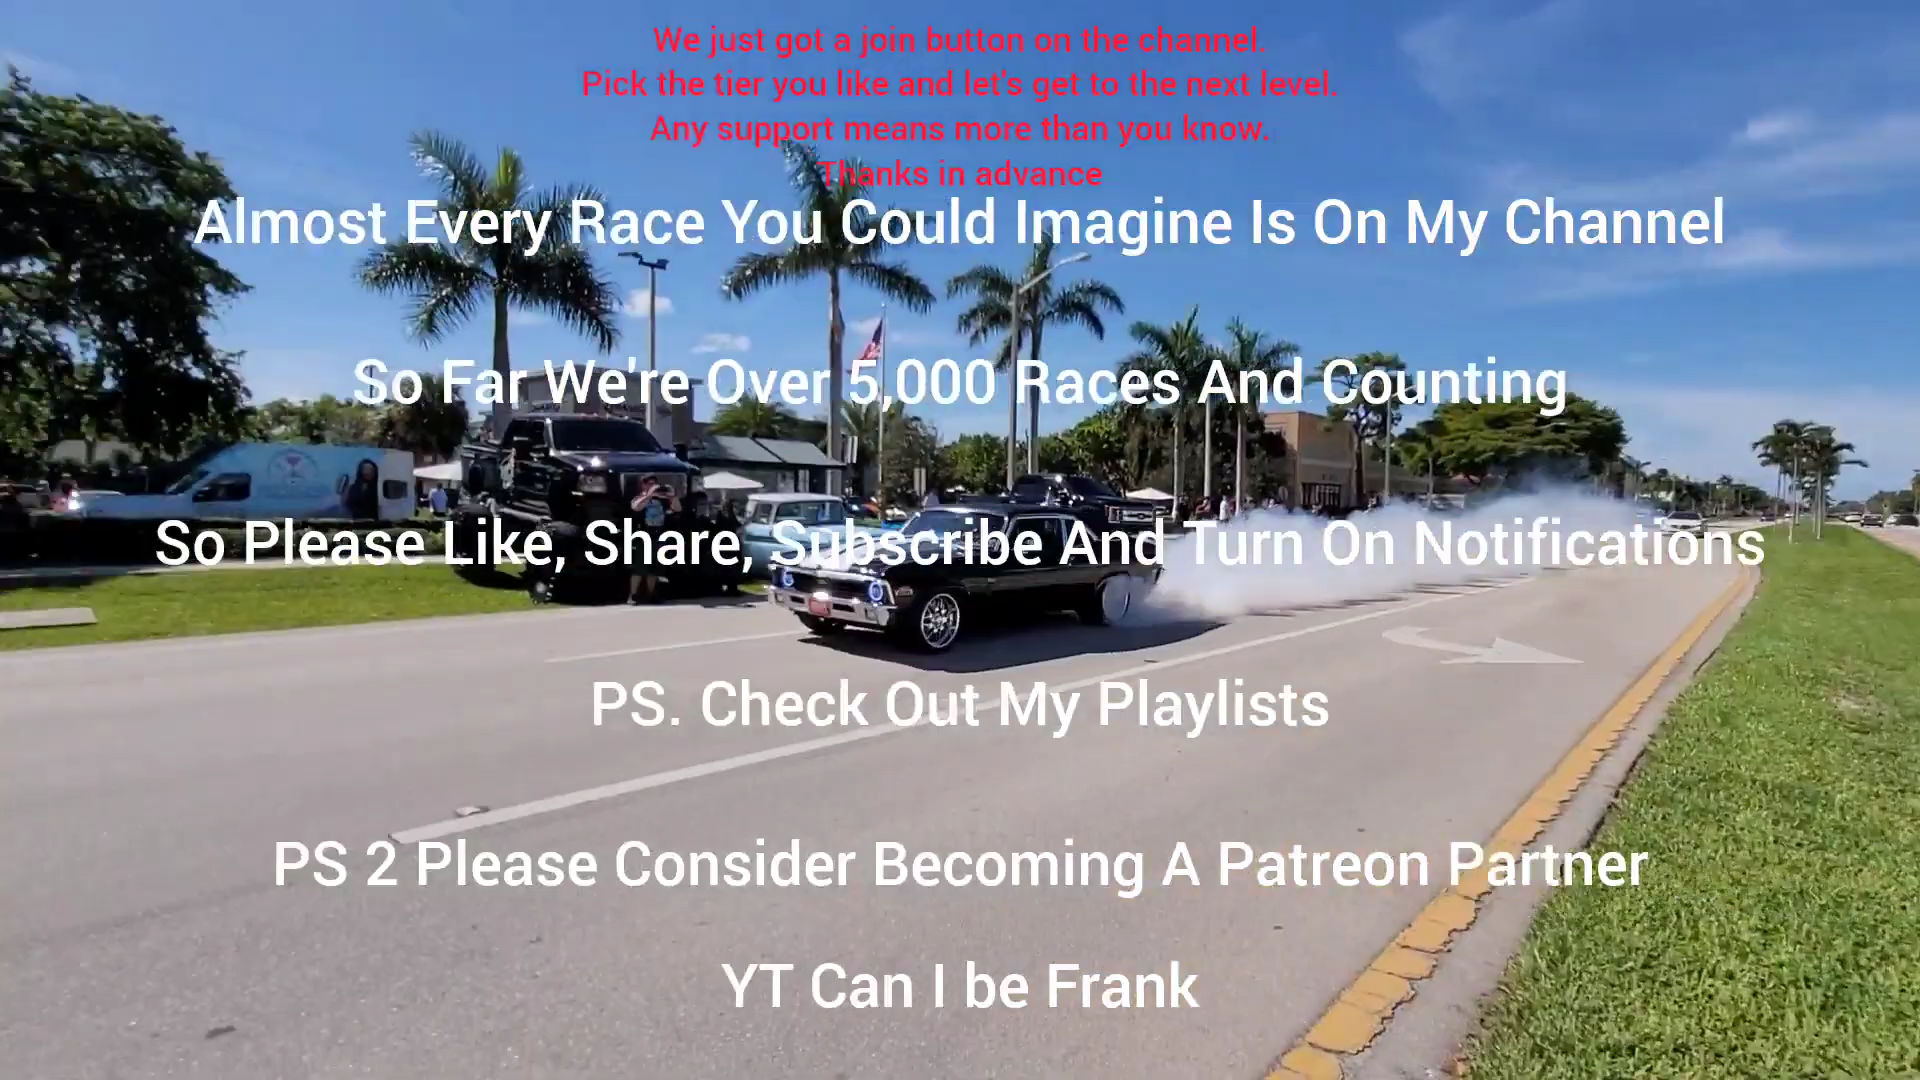 We just got a join button on the channel.
Pick the tier you like and let's get to the next level.
Any support means more than you know.
Thanks in advance
Almost Every Race You Could Imagine Is On My Channel
So Far We're Over 5,000 Races And Counting
So Please Like, Share, Subscribe And Turn On Notifications
PS. Check Out My Playlists
PS 2 Please Consider Becoming A Patreon Partner
YT Can I be Frank